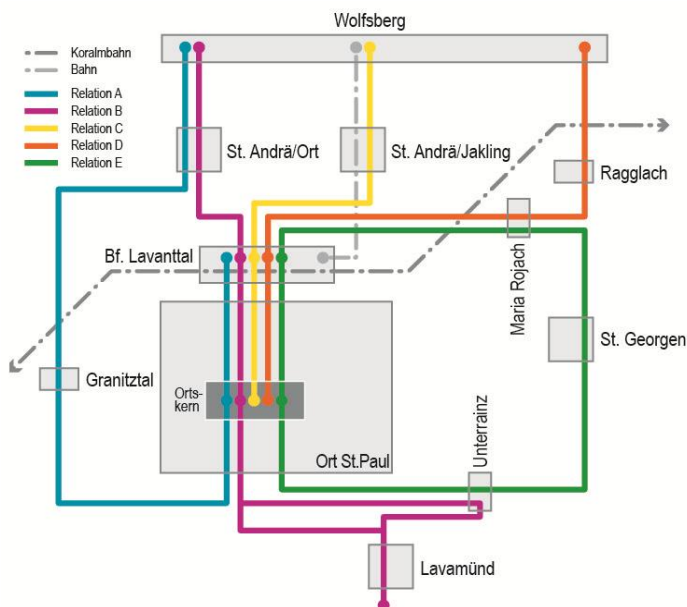 Wolfsberg
Koralmbahn
Bahn
Relation A
Relation B
Relation C
Relation D
Relation E
St. Andrä/Ort
St. Andrä/Jakling
Ragglach
Bf. Lavanttal
Maria Rojach
St. Georgen
Granitztal
Orts-
kern
Ort St.Paul
Unterrainz
Lavamünd